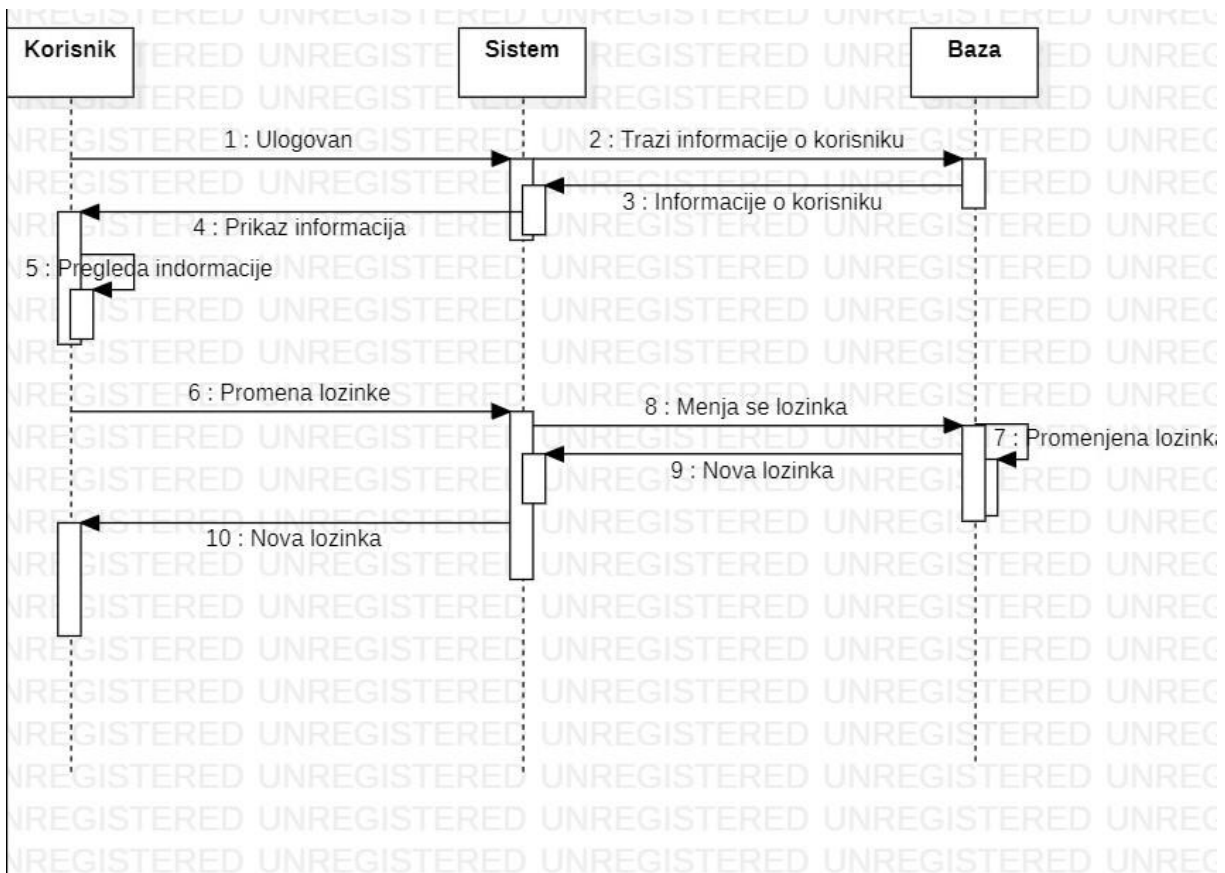 Korisnik
Sistem
Baza
1 : Ulogovan
2 : Trazi informacije o korisniku
3 : Informacije o korisniku
4 : Prikaz informacija
5 : Pregleda indormacije
6 : Promena lozinke
8 : Menja se lozinka
7 : Promenjena lozinka
9 : Nova lozinka
10 : Nova lozinka
UNREGISTERED